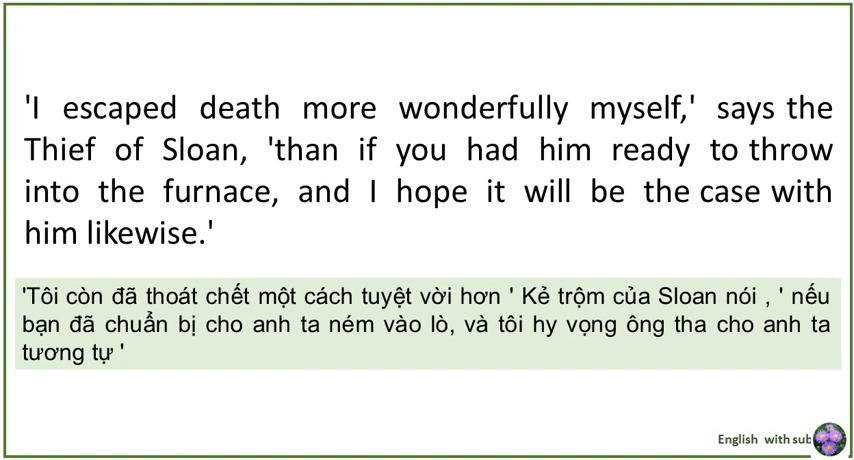 'I escaped death more wonderfully myself,' says the
Thief of Sloan, 'than if you had him ready to throw
into the furnace, and I hope it will be the case with
him likewise.'
'Tôi còn đã thoát chết một cách tuyệt vời hơn ' Kẻ trộm của Sloan nói , ' nếu
bạn đã chuẩn bị cho anh ta ném vào lò, và tôi hy vọng ông tha cho anh ta
tương tự '
English with sub